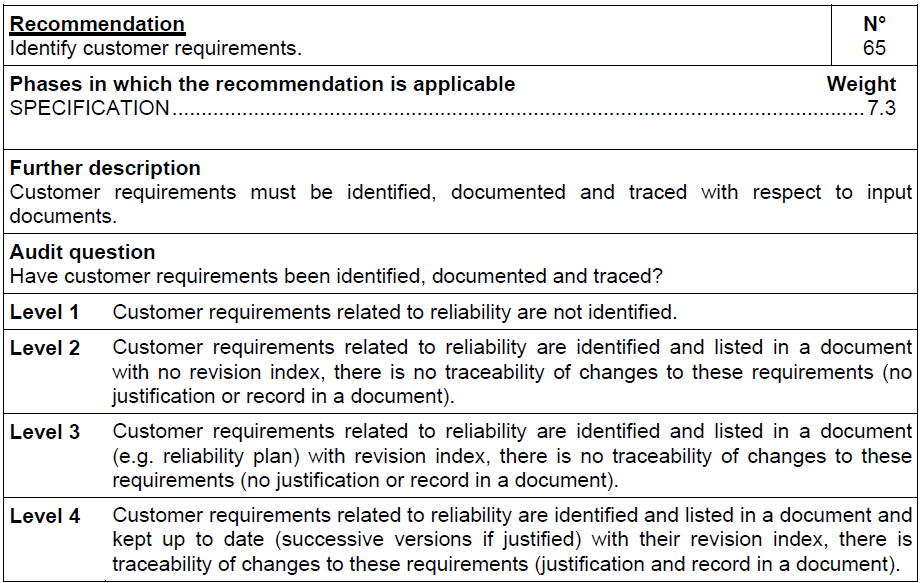 Recommendation N°
Identify customer requirements. 65
Phases in which the recommendation is applicable Weight
SPECIFICATION........................................................................................................................7.3
Further description
Customer requirements must be identified, documented and traced with respect to input
documents.
Audit question
Have customer requirements been identified, documented and traced?
Level 1 Customer requirements related to reliability are not identified.
Level 2 Customer requirements related to reliability are identified and listed in a document
with no revision index, there is no traceability of changes to these requirements (no
justification or record in a document).
Level 3 Customer requirements related to reliability are identified and listed in a document
(e.g. reliability plan) with revision index, there is no traceability of changes to these
requirements (no justification or record in a document).
Level 4 Customer requirements related to reliability are identified and listed in a document and
kept up to date (successive versions if justified) with their revision index, there is
traceability of changes to these requirements (justification and record in a document).